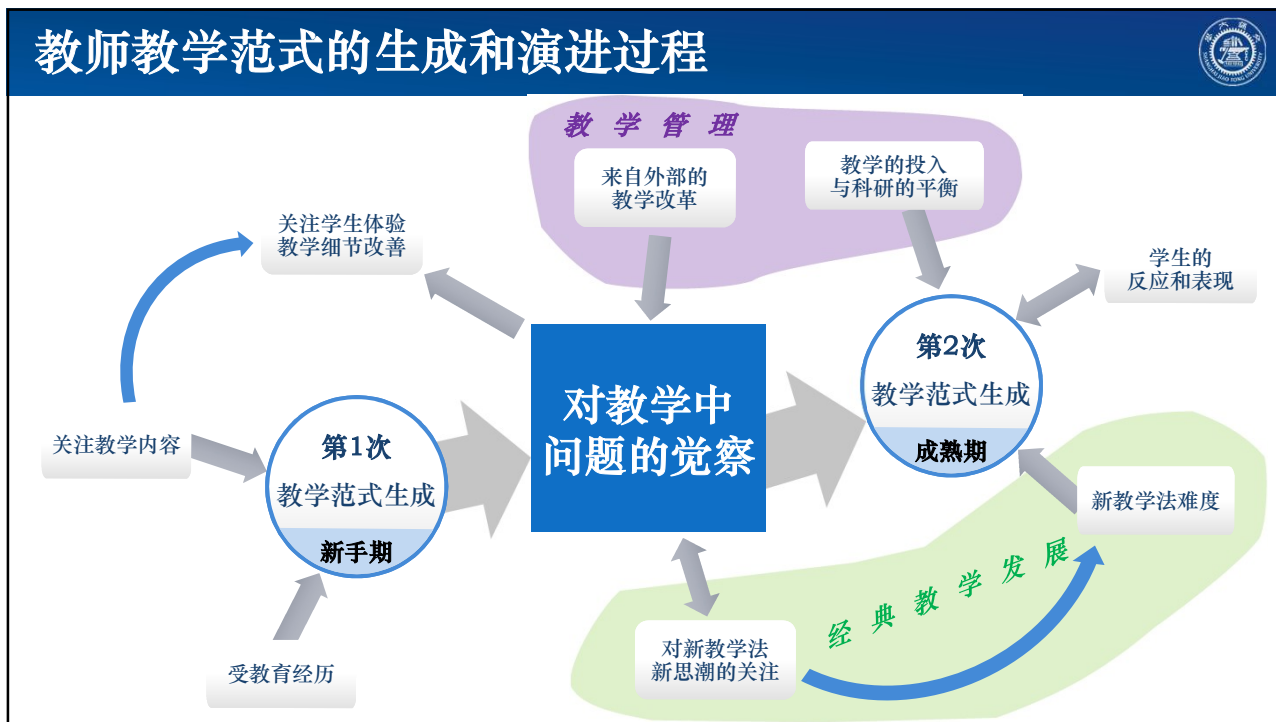 教师教学范式的生成和演进过程
SHANGHAI JIAO TONG UNIVERSITY
教学管理
来自外部的
教学改革
教学的投入
与科研的平衡
关注学生体验
教学细节改善
学生的
反应和表现
第2次
教学范式生成
成熟期
对教学中
问题的觉察
关注教学内容
第1次
教学范式生成
新手期
新教学法难度
经典教学发展
对新教学法
新思潮的关注
受教育经历